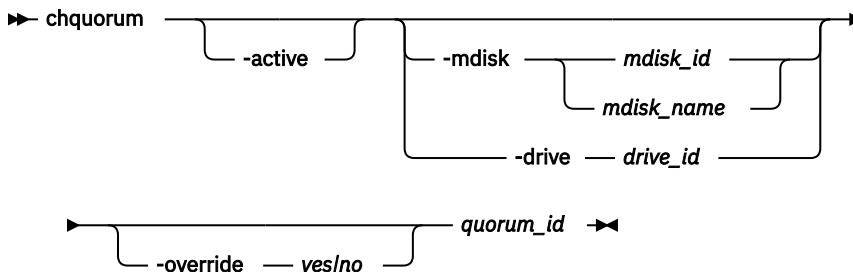 chquorum
-active
-mdisk mdisk_id
mdisk_name
-drive drive_id
quorum_id
-override yes|no